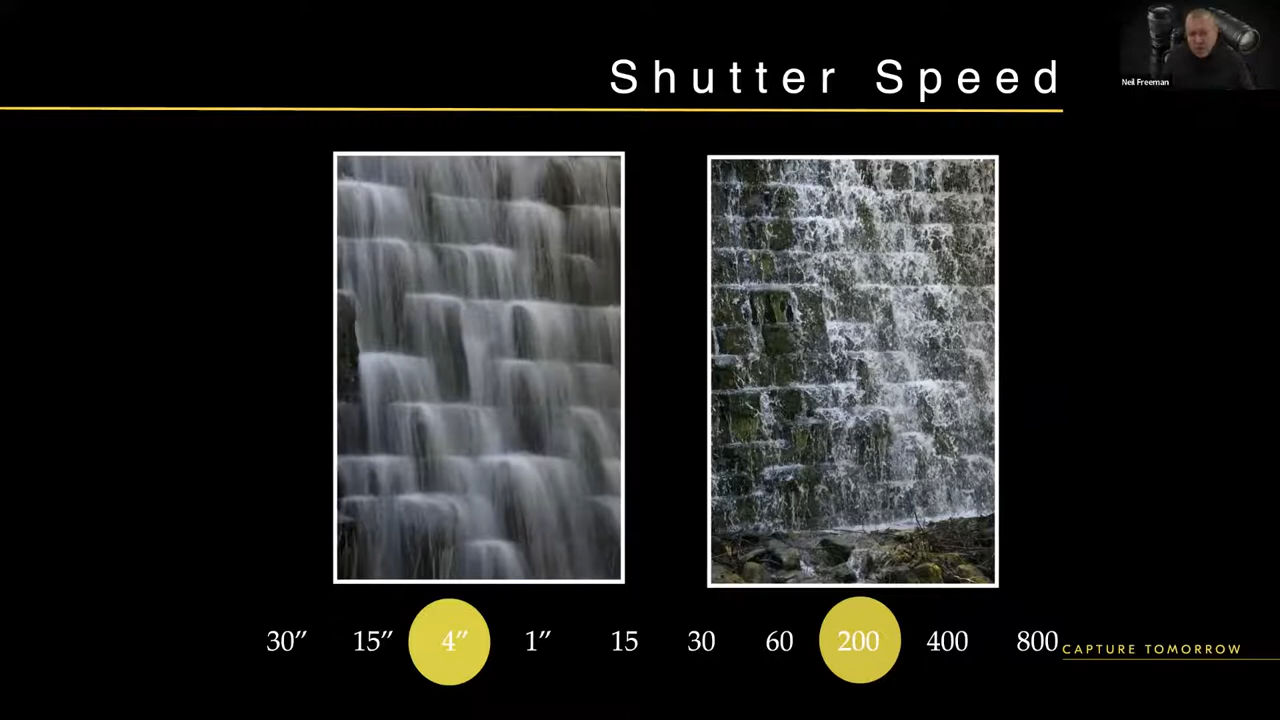 Shutter Speed
Neil Freeman
30″ 15″ 4″ 1″ 15 30 60 200 400 800
CAPTURE TOMORROW